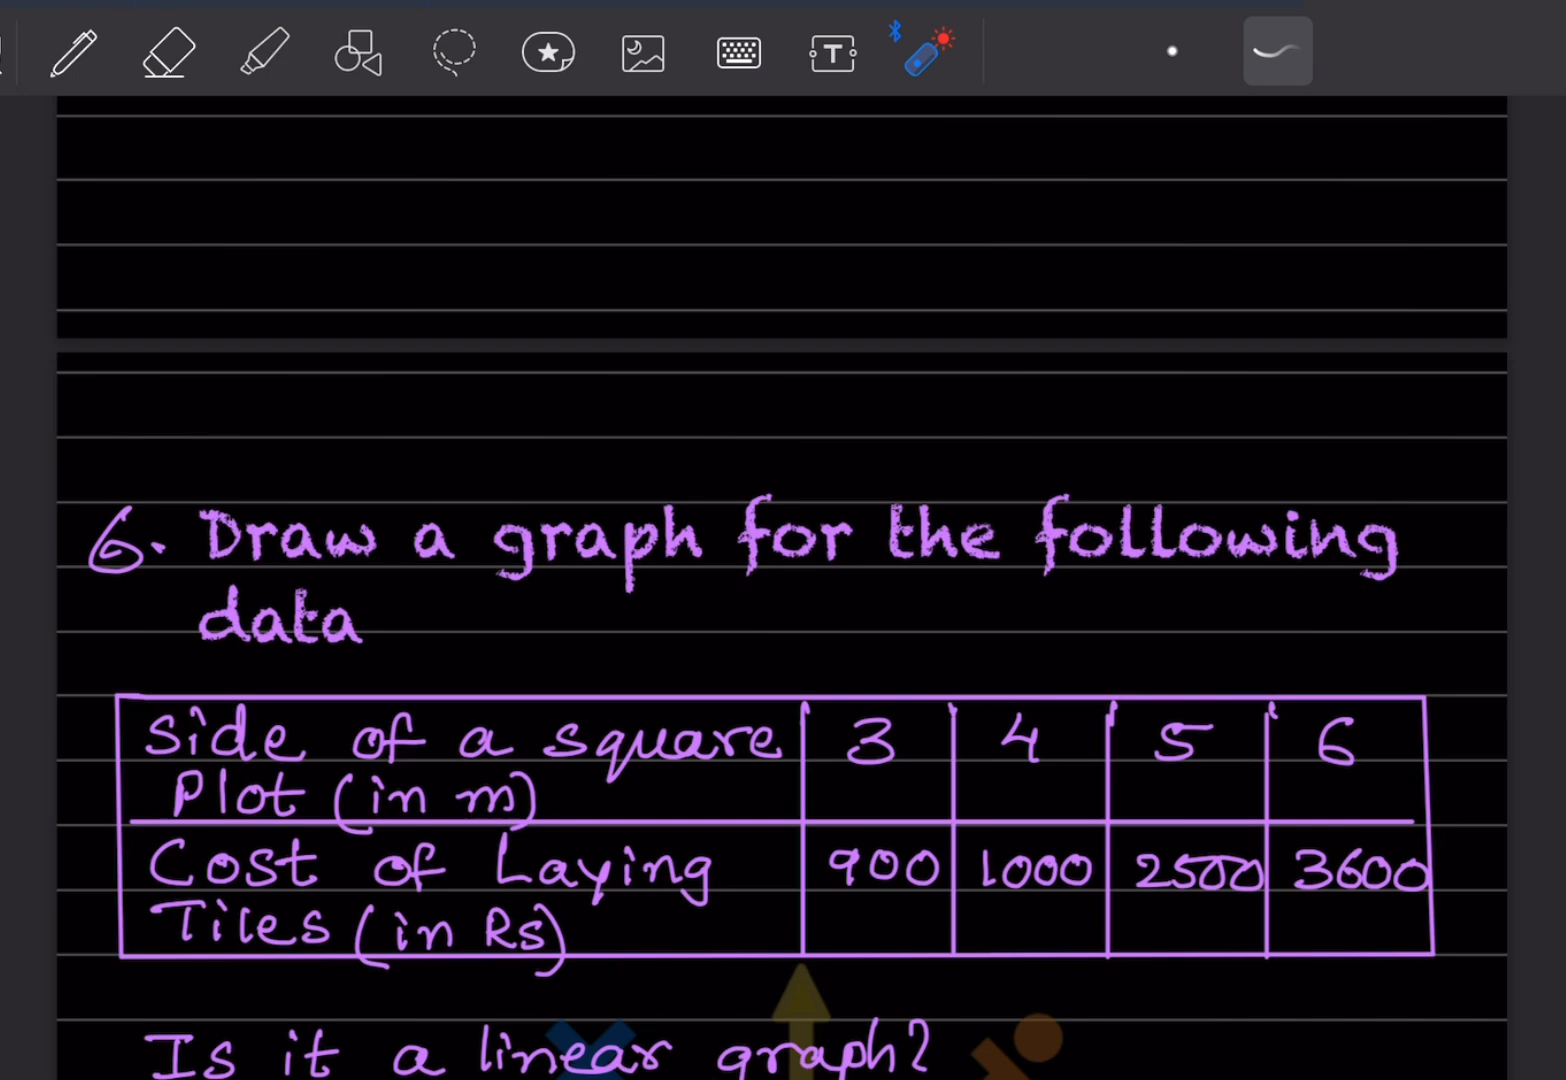 6. Draw a graph for the following
data
Side of a square 3 4 5 6
Plot (in m)
Cost of Laying 900 1000 2500 3600
Tiles (in Rs)
Is it a linear graph?